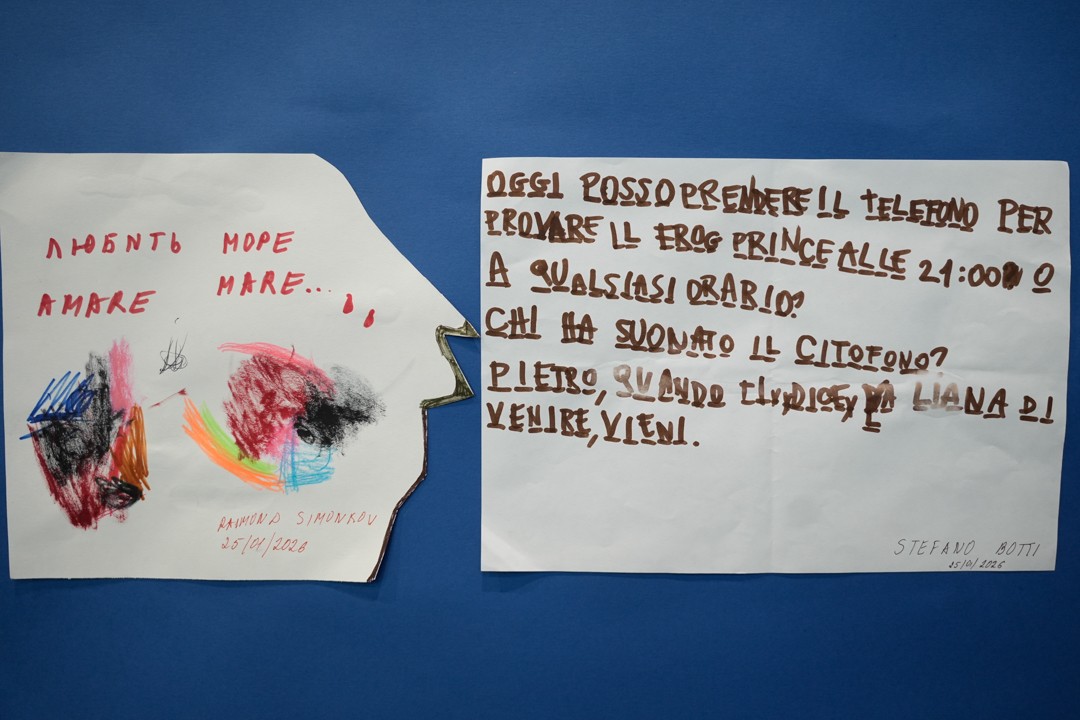 ЛЮБИТЬ МОРЕ
AMARE MARE...
RAIMOND SIMONKOV
25/01/2026
OGGI POSSO PRENDERE IL TELEFONO PER
PROVARE IL FROG PRINCE ALLE 21:00 O
A QUALSIASI ORARIO?
CHI HA SUONATO IL CITOFONO?
PIETRO, QUANDO DICE LIANA DI
VENIRE, VIENI.
STEFANO BOTTI
25/01/2026